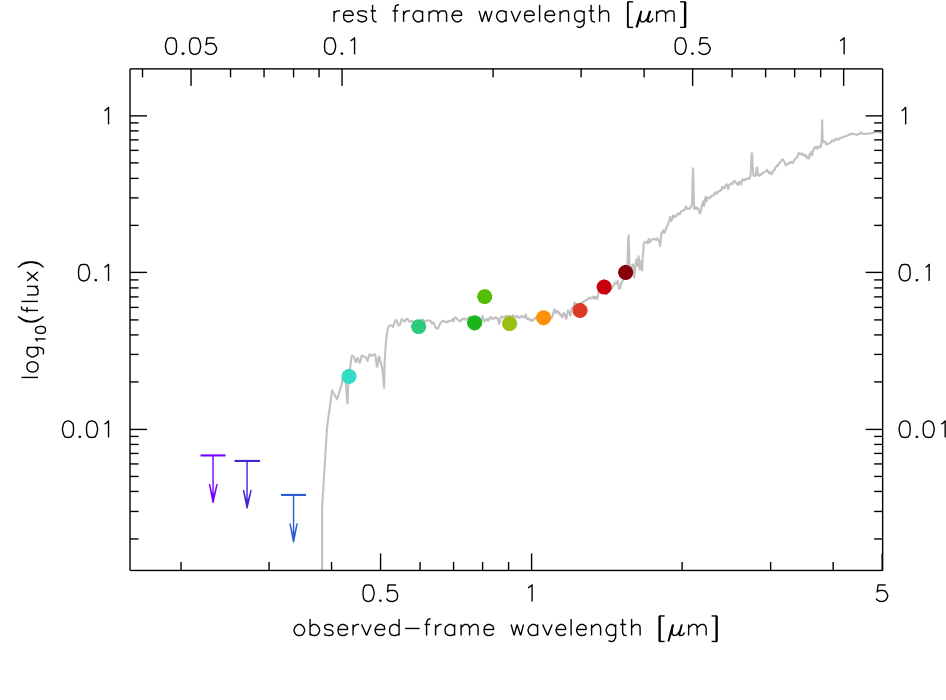 rest frame wavelength [μm]
0.05 0.1 0.5 1
1 1
0.1 0.1
log10(flux)
0.01 0.01
0.5 1 5
observed-frame wavelength [μm]